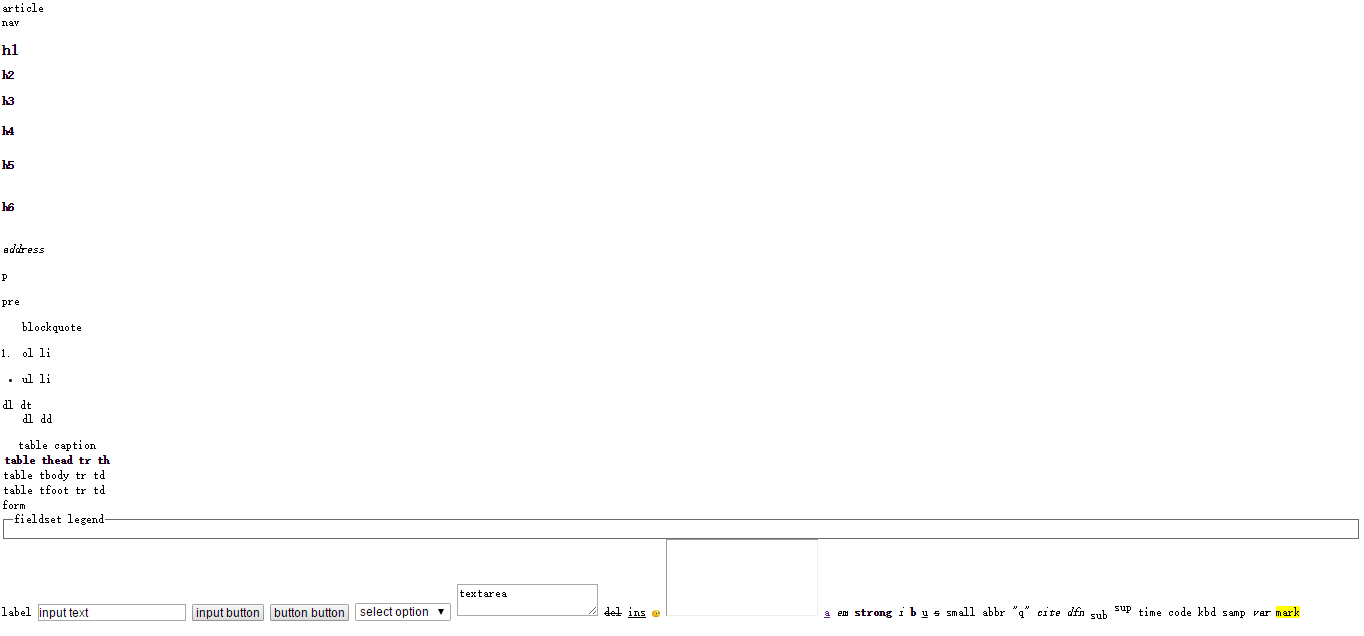 article
nav
h1
h2
h3
h4
h5
h6
address
p
pre
blockquote
1. ol li
• ul li
dl dt
dl dd
table caption
table thead tr th
table tbody tr td
table tfoot tr td
form
fieldset legend
label input text input button button button select option ▼ textarea del ins a em strong i b u s small abbr "q" cite dfn sub sup time code kbd samp var mark